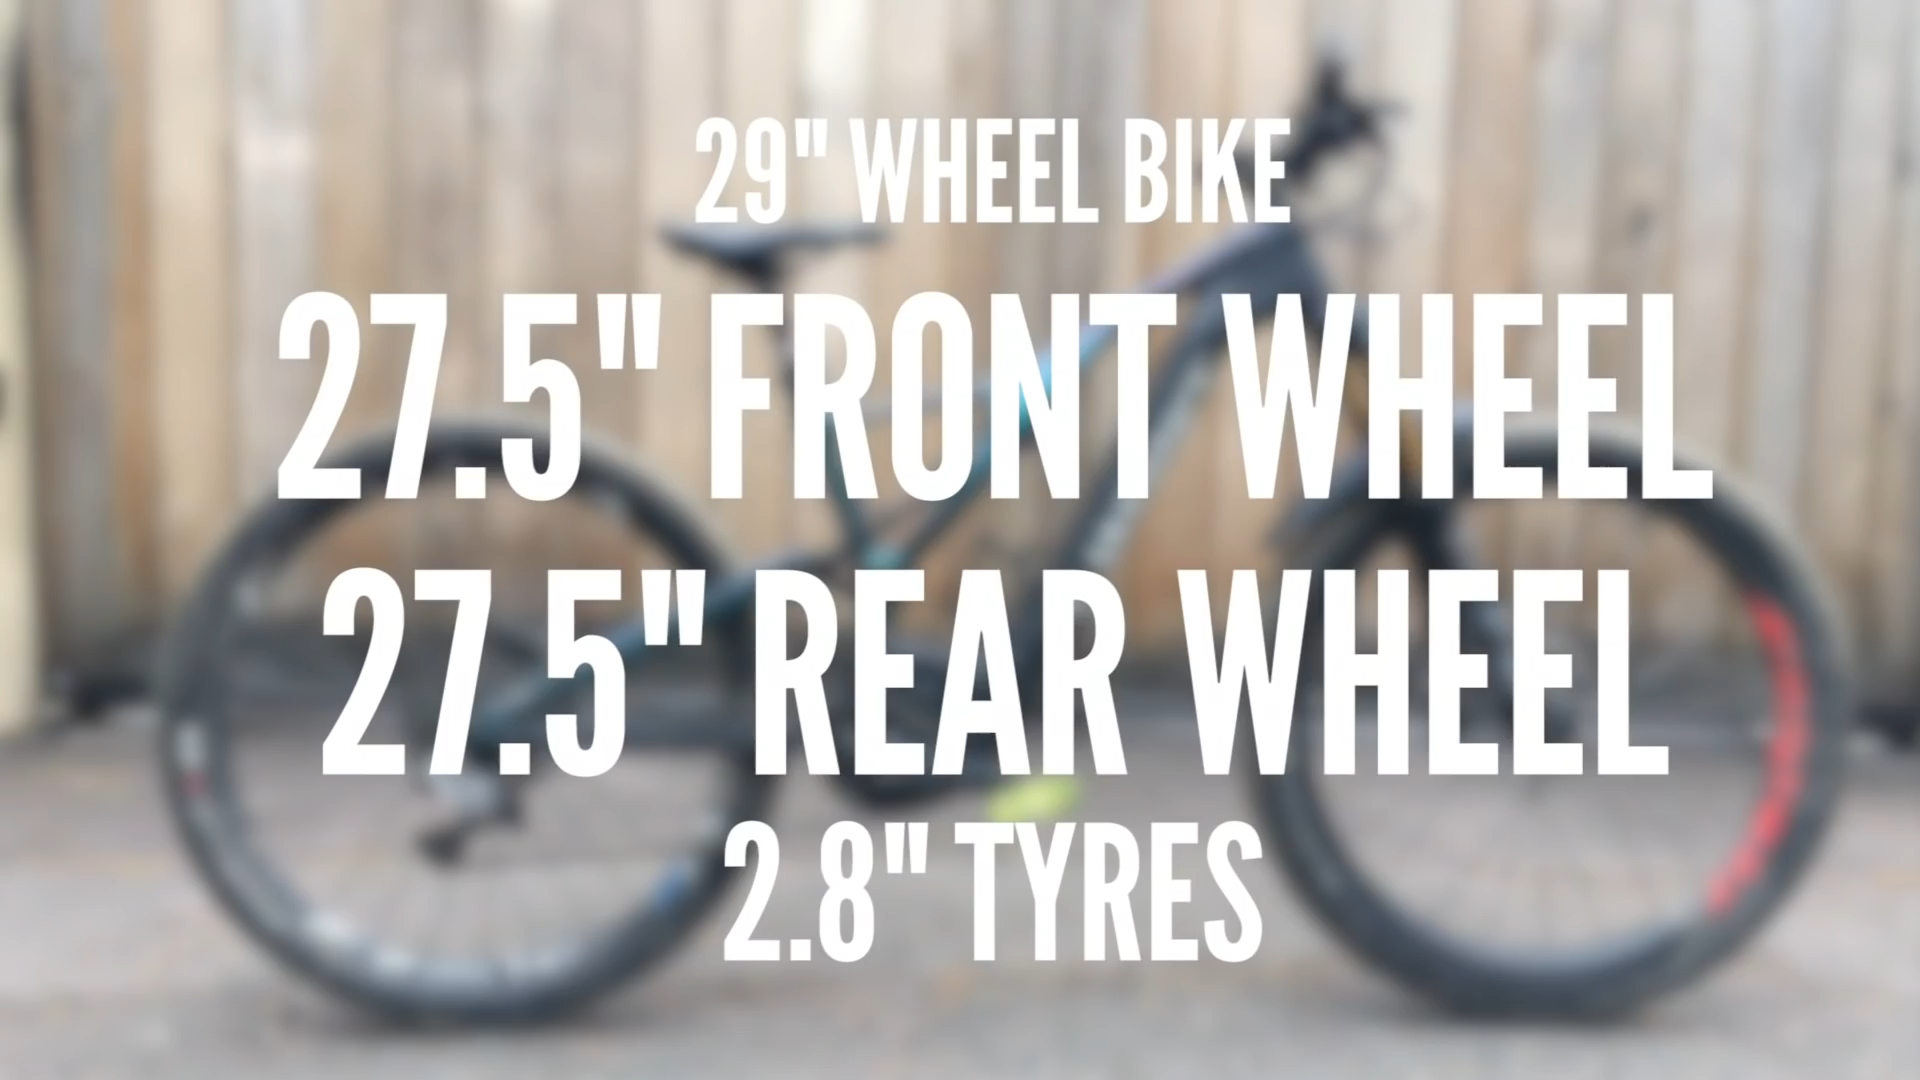 29" WHEEL BIKE
27.5" FRONT WHEEL
27.5" REAR WHEEL
2.8" TYRES